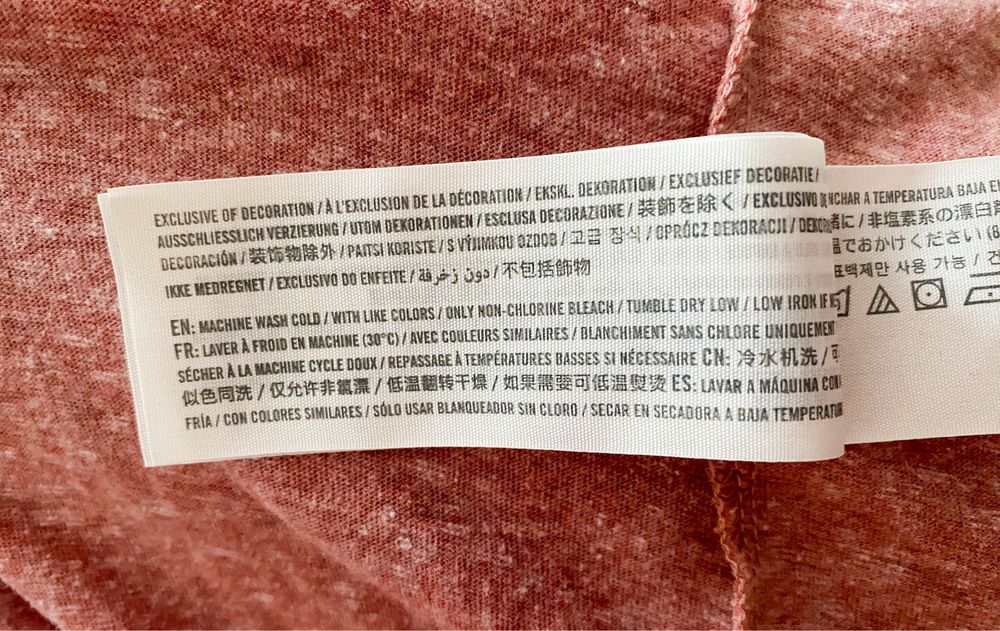 EXCLUSIVE OF DECORATION / À L'EXCLUSION DE LA DÉCORATION / EKSKL. DEKORATION / EXCLUSIEF DECORATIE /
AUSSCHLIESSLICH VERZIERUNG / UTOM DEKORATIONEN / ESCLUSA DECORAZIONE / 装飾を除く / EXCLUSIVO
DECORACIÓN / 装饰物除外 / PAITSI KORISTE / S VÝJIMKOU OZDOB / 고급 장식 / OPRÓCZ DEKORACJI /
IKKE MEDREGNET / EXCLUSIVO DO ENFEITE / دون زخرفة / 不包括飾物
EN: MACHINE WASH COLD / WITH LIKE COLORS / ONLY NON-CHLORINE BLEACH / TUMBLE DRY LOW / LOW IRON IF
FR: LAVER À FROID EN MACHINE (30°C) / AVEC COULEURS SIMILAIRES / BLANCHIMENT SANS CHLORE UNIQUEMENT
SÉCHER À LA MACHINE CYCLE DOUX / REPASSAGE À TEMPÉRATURES BASSES SI NÉCESSAIRE CN: 冷水机洗 /
似色同洗 / 仅允许非氯漂 / 低温翻转干燥 / 如果需要可低温熨烫 ES: LAVAR A MÁQUINA CON
FRÍA / CON COLORES SIMILARES / SÓLO USAR BLANQUEADOR SIN CLORO / SECAR EN SECADORA A BAJA TEMPERATU
NCHAR A TEMPERATURA BAJA
に / 非塩素系の漂白
でおかけください
표백제만 사용 가능 / 건